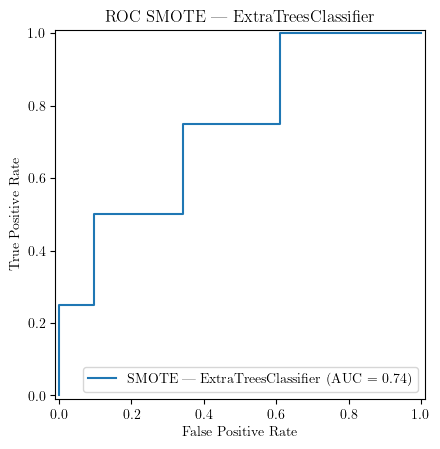 ROC SMOTE — ExtraTreesClassifier
1.0
0.8
0.6
0.4
0.2
0.0
True Positive Rate
SMOTE — ExtraTreesClassifier (AUC = 0.74)
0.0 0.2 0.4 0.6 0.8 1.0
False Positive Rate